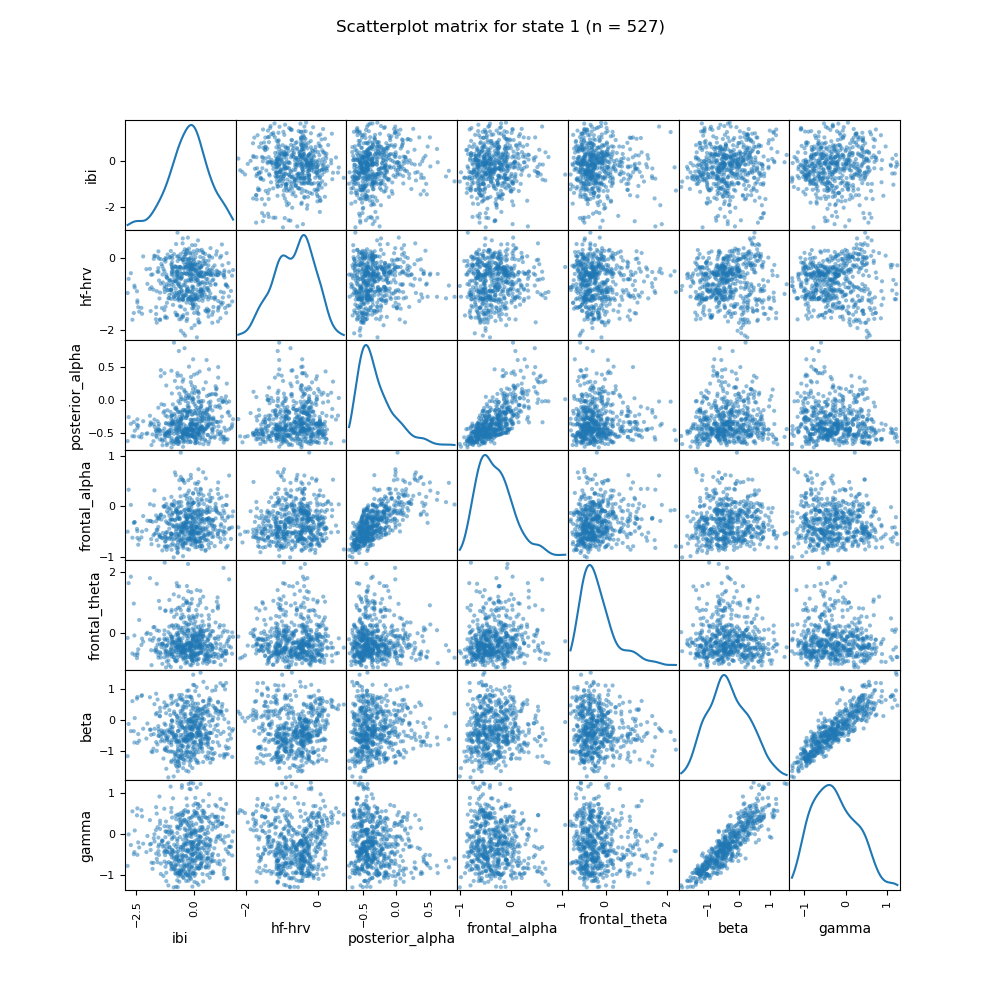 Scatterplot matrix for state 1 (n = 527)
ibi
0
−2
hf-hrv
0
−2
posterior_alpha
0.5
0.0
−0.5
frontal_alpha
1
0
−1
frontal_theta
2
0
beta
1
0
−1
gamma
1
0
−1
−2.5 0.0 −2 0 −0.5 0.0 0.5 −1 0 1 0 2 −1 0 1 −1 0 1
ibi hf-hrv posterior_alpha frontal_alpha frontal_theta beta gamma